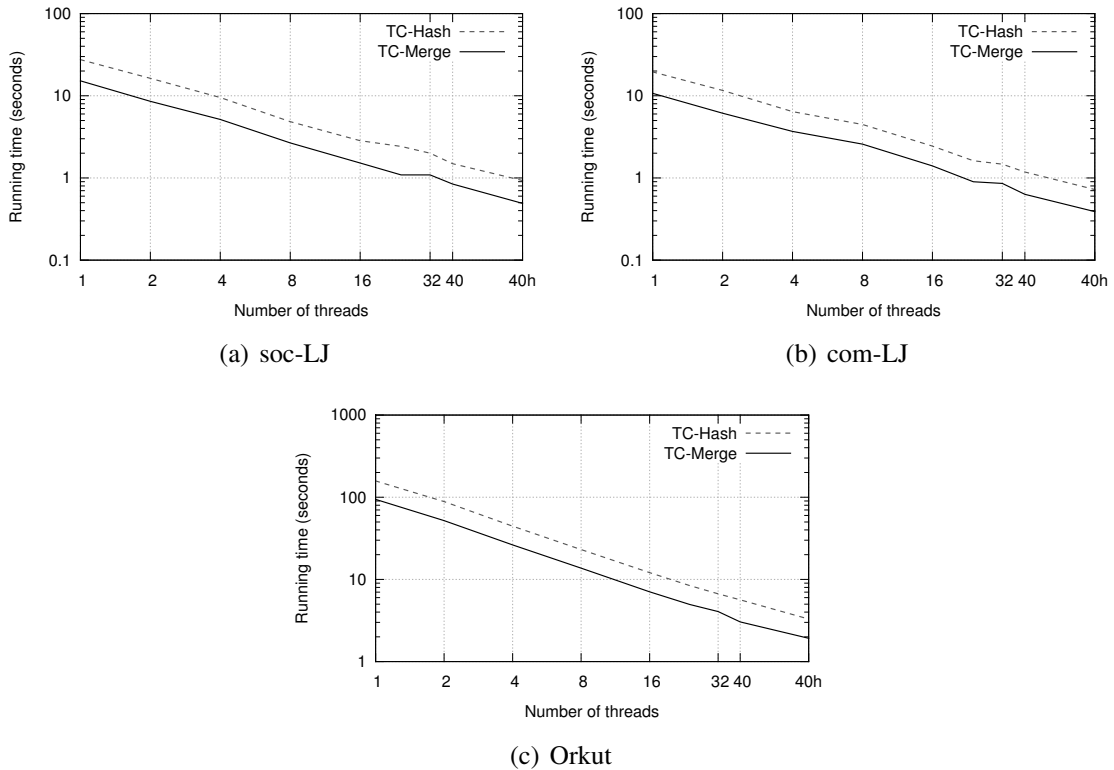 100
10
1
0.1
Running time (seconds)
TC-Hash
TC-Merge
1 2 4 8 16 32 40 40h
Number of threads
(a) soc-LJ
100
10
1
0.1
Running time (seconds)
TC-Hash
TC-Merge
1 2 4 8 16 32 40 40h
Number of threads
(b) com-LJ
1000
100
10
1
Running time (seconds)
TC-Hash
TC-Merge
1 2 4 8 16 32 40 40h
Number of threads
(c) Orkut